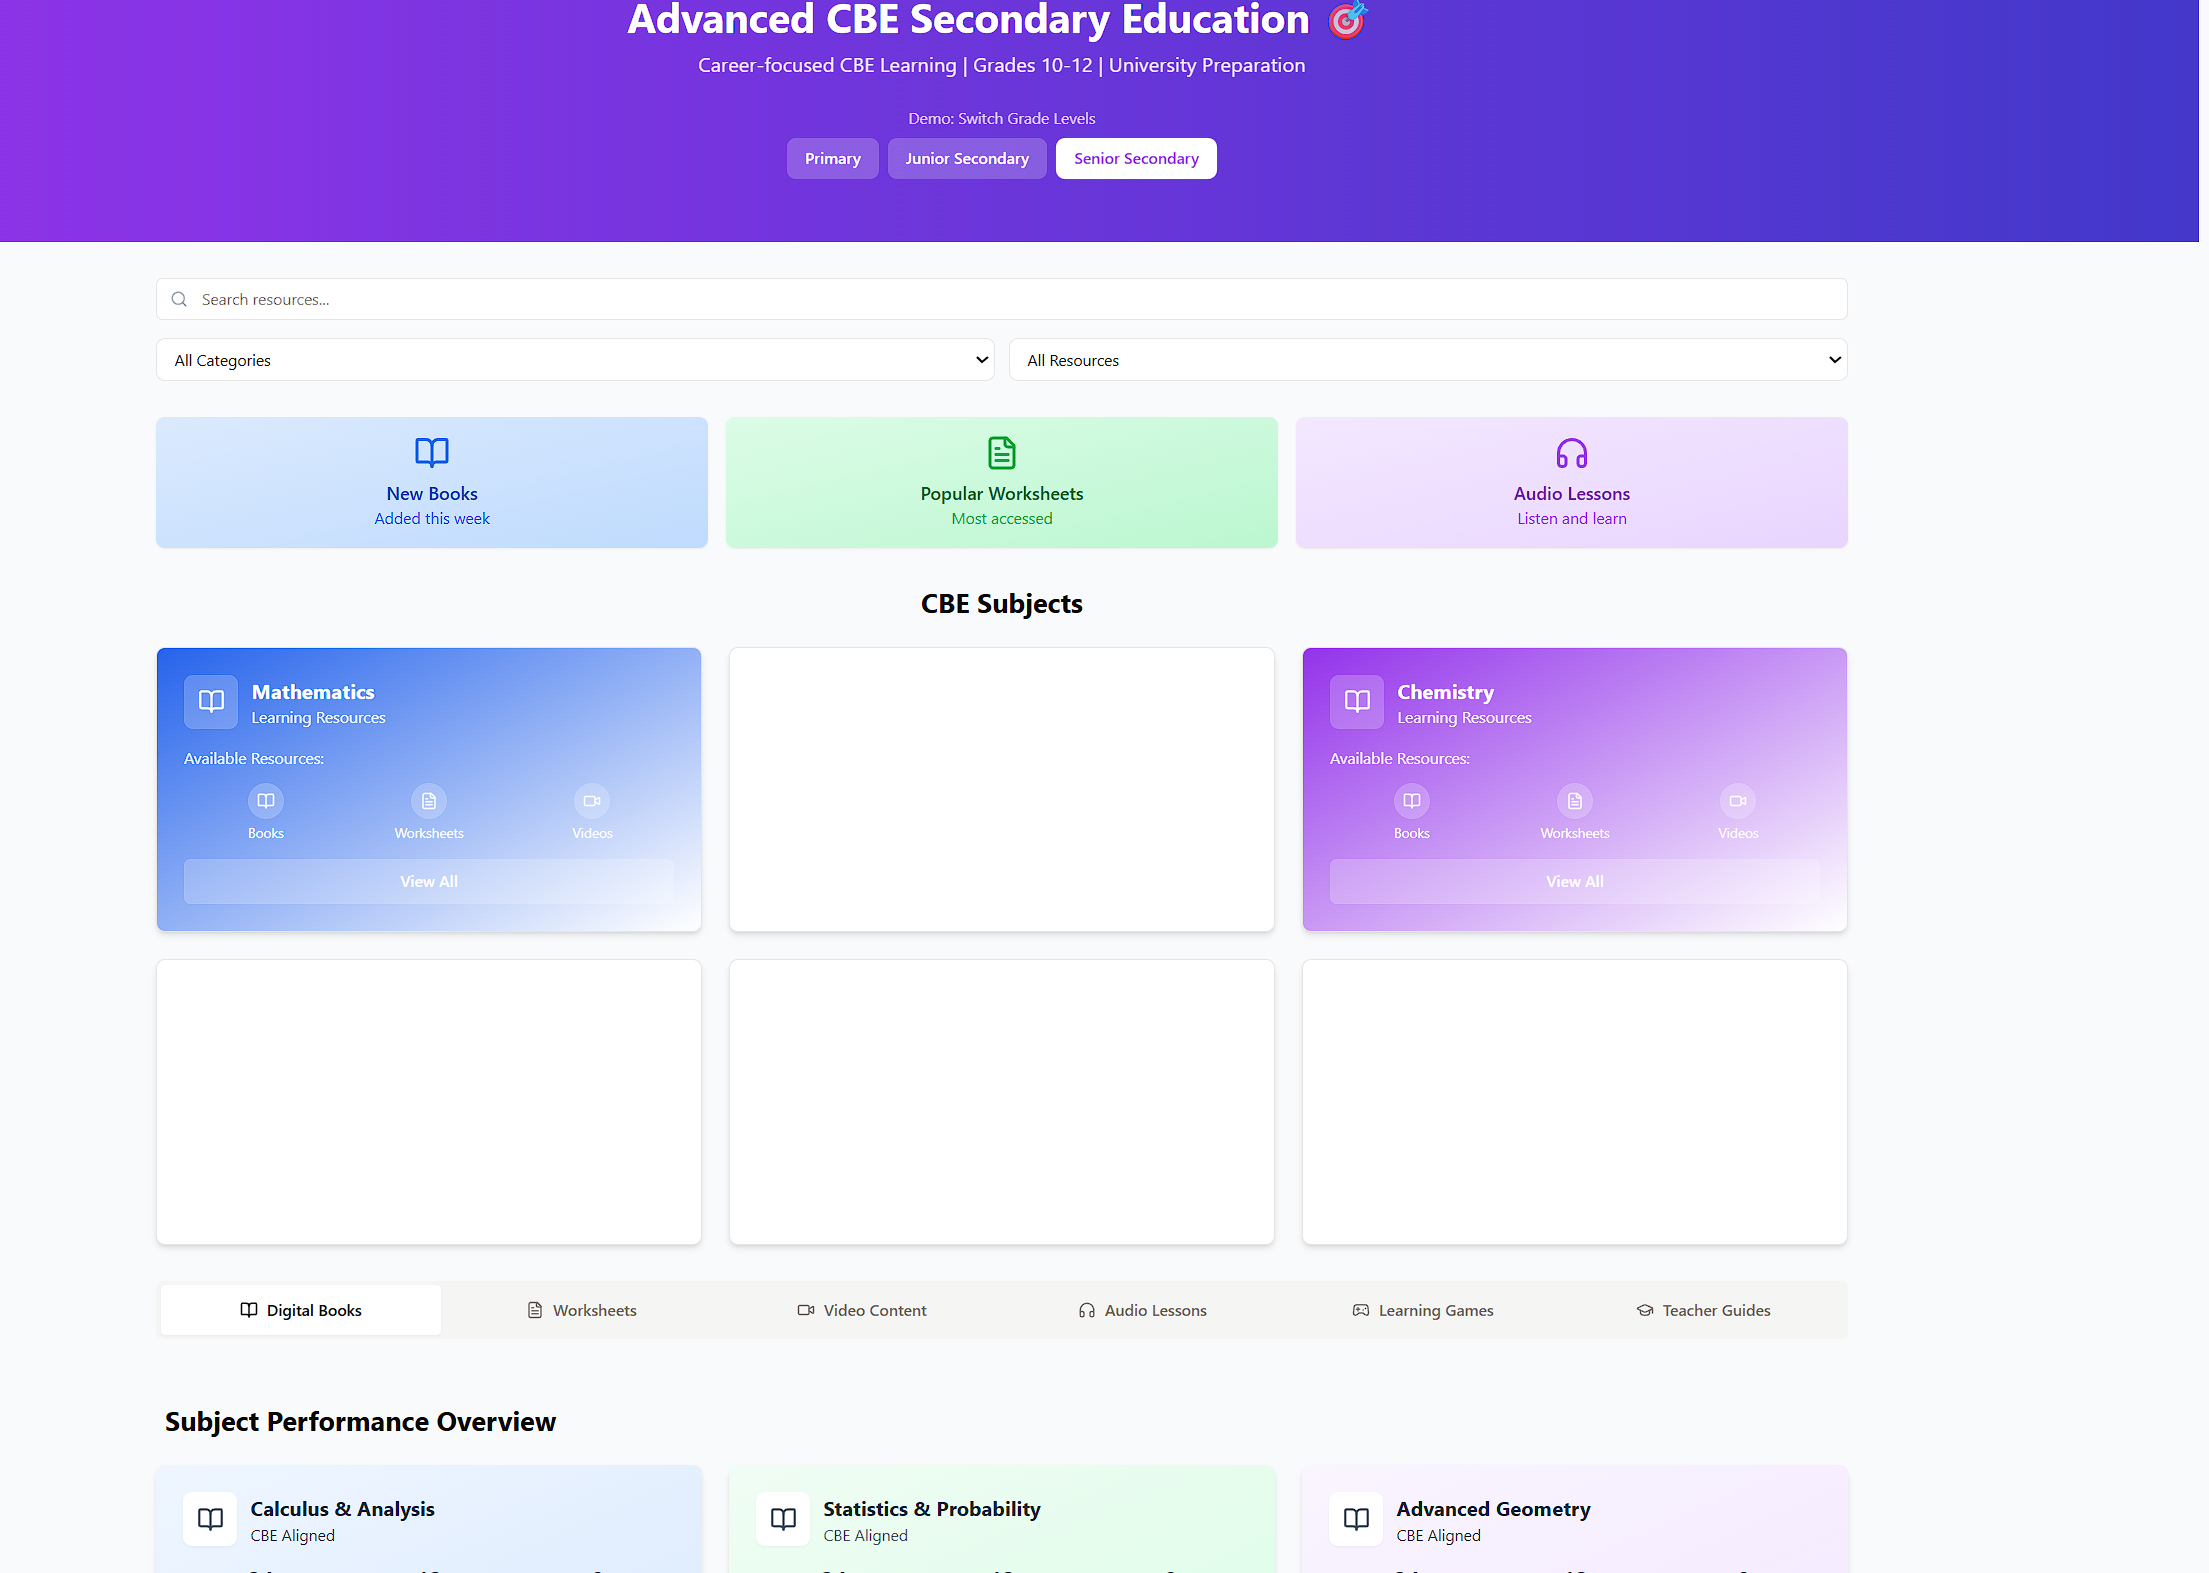 Advanced CBE Secondary Education
Career-focused CBE Learning | Grades 10-12 | University Preparation
Demo: Switch Grade Levels
Primary
Junior Secondary
Senior Secondary
Search resources...
All Categories
All Resources
New Books
Added this week
Popular Worksheets
Most accessed
Audio Lessons
Listen and learn
CBE Subjects
Mathematics
Learning Resources
Available Resources:
Books
Worksheets
Videos
View All
Chemistry
Learning Resources
Available Resources:
Books
Worksheets
Videos
View All
Digital Books
Worksheets
Video Content
Audio Lessons
Learning Games
Teacher Guides
Subject Performance Overview
Calculus & Analysis
CBE Aligned
Statistics & Probability
CBE Aligned
Advanced Geometry
CBE Aligned